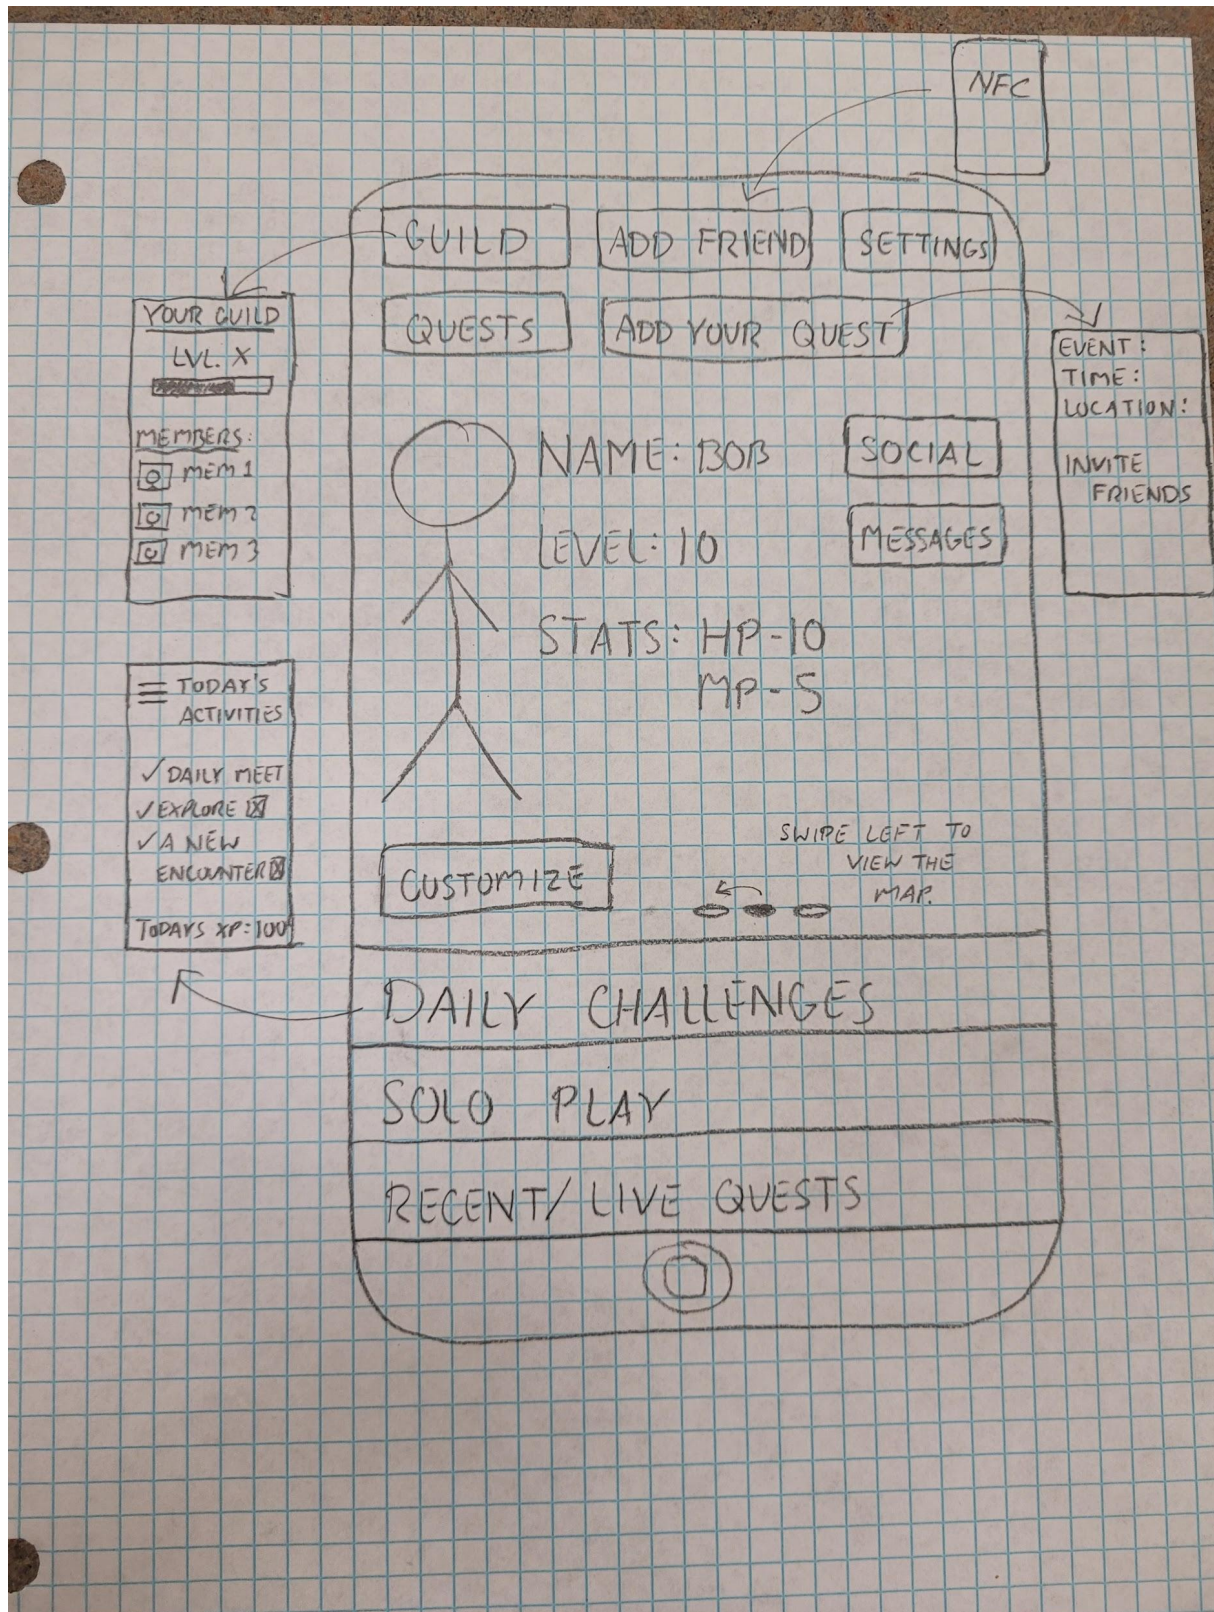 NFC
GUILD
ADD FRIEND
SETTINGS
QUESTS
ADD YOUR QUEST
YOUR GUILD
LVL. X
MEMBERS:
MEM 1
MEM 2
MEM 3
EVENT:
TIME:
LOCATION:
INVITE
FRIENDS
NAME: BOB
SOCIAL
LEVEL: 10
MESSAGES
STATS: HP-10
MP-5
TODAY'S
ACTIVITIES
✓ DAILY MEET
✓ EXPLORE ☒
✓ A NEW
ENCOUNTER ☒
TODAYS XP: 100
SWIPE LEFT TO
VIEW THE
MAP.
CUSTOMIZE
DAILY CHALLENGES
SOLO PLAY
RECENT/ LIVE QUESTS